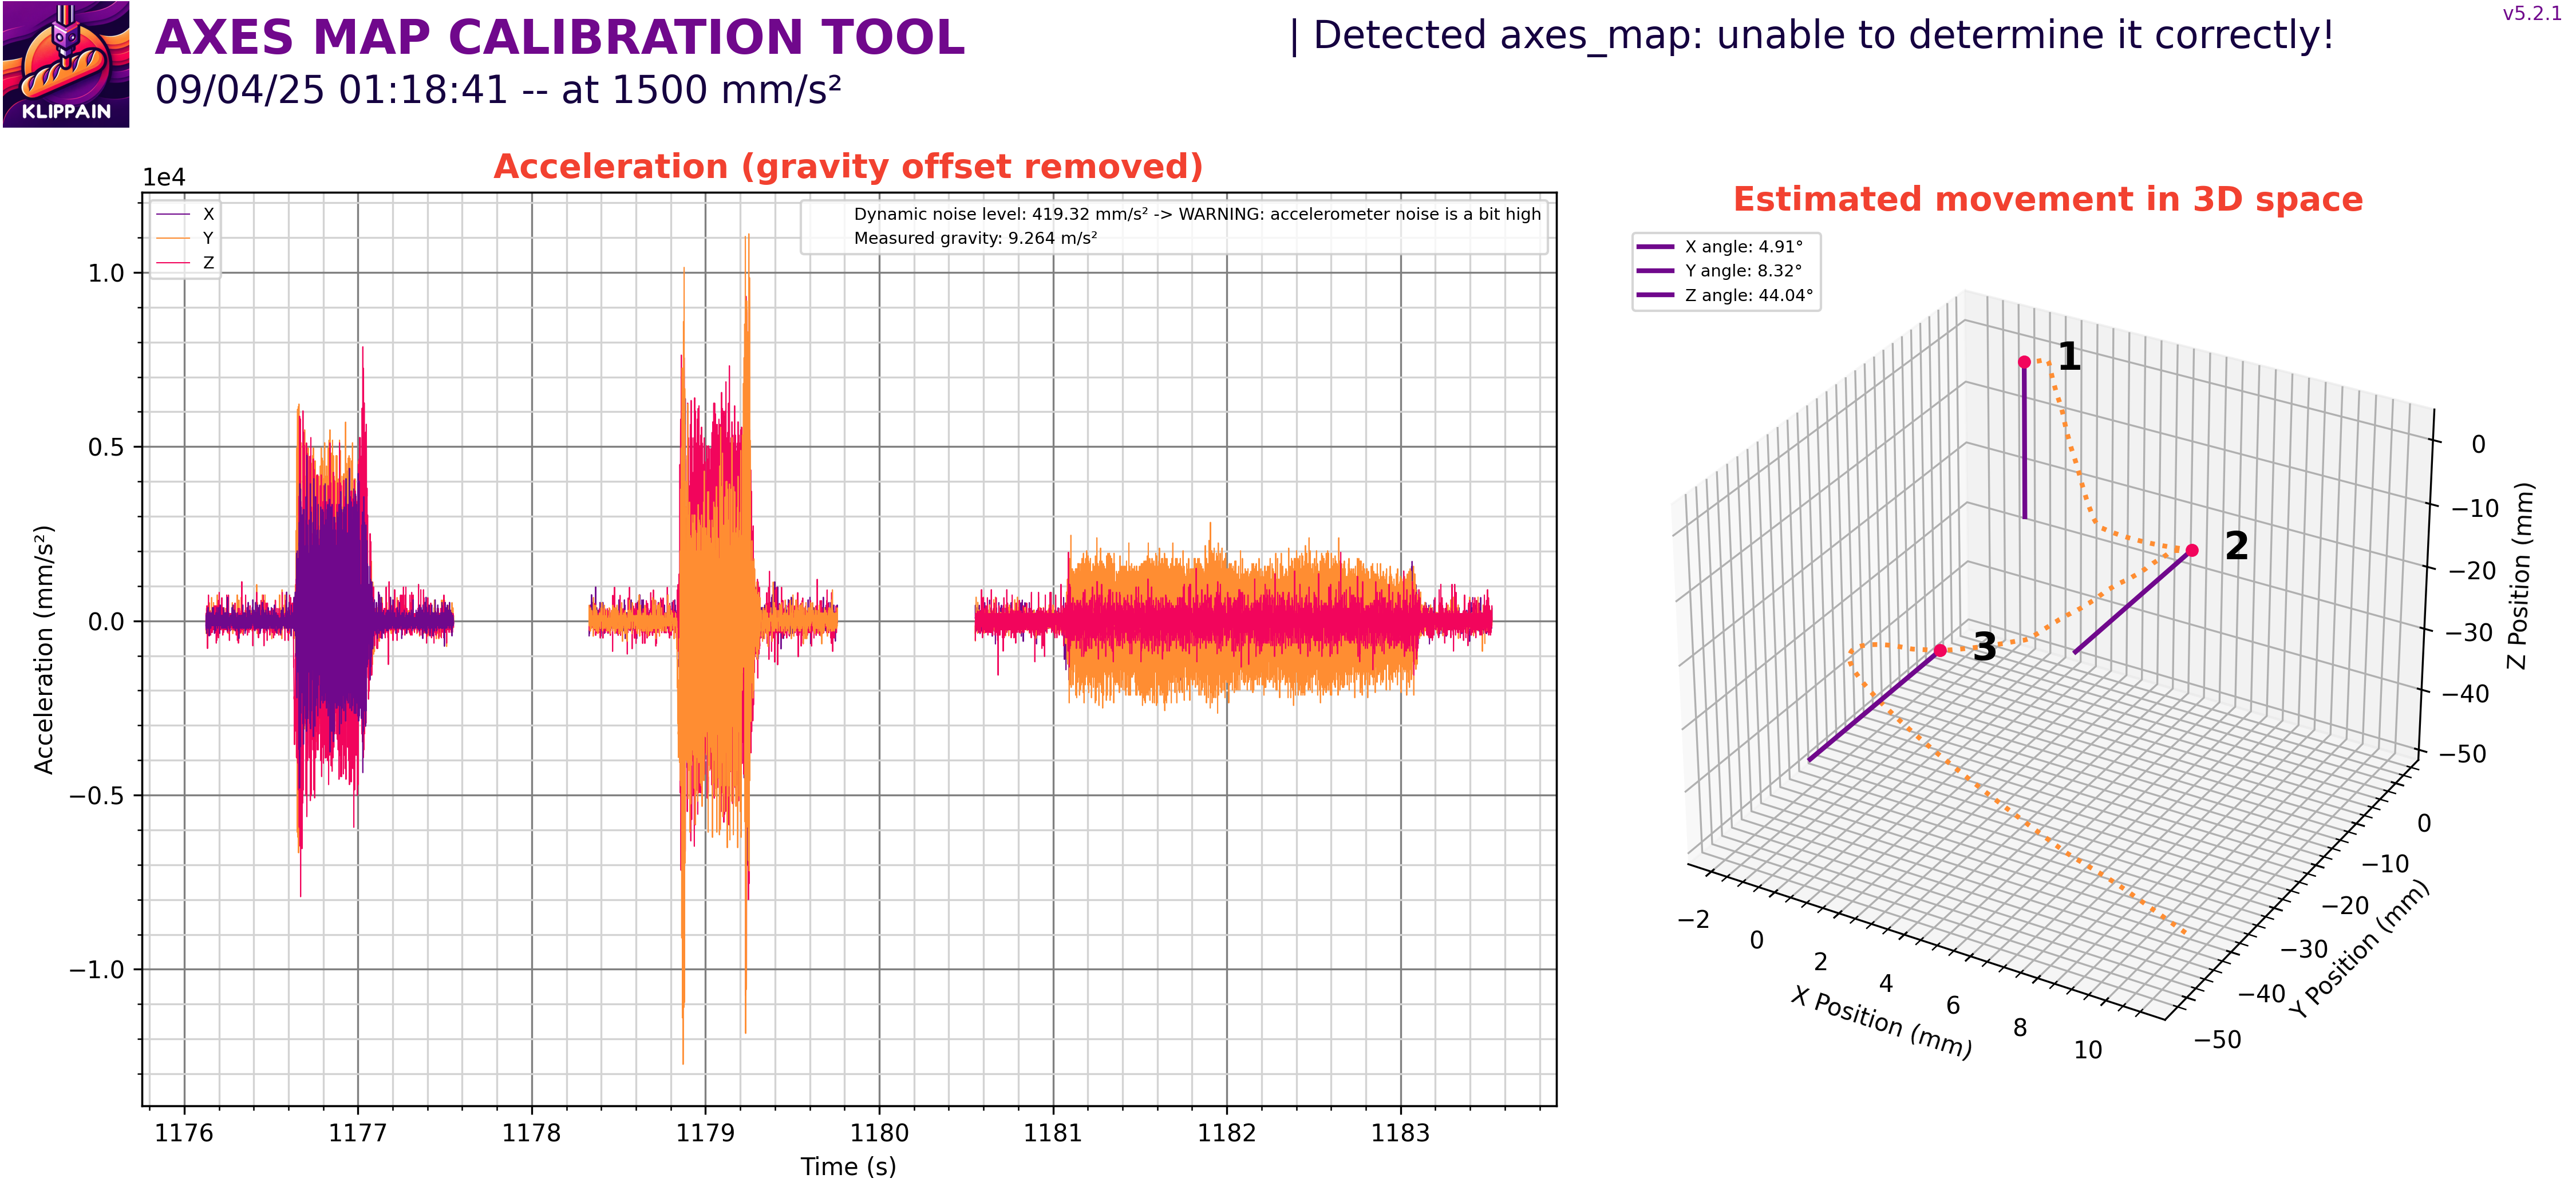 AXES MAP CALIBRATION TOOL
09/04/25 01:18:41 -- at 1500 mm/s²
| Detected axes_map: unable to determine it correctly!
v5.2.1
KLIPPAIN
Acceleration (gravity offset removed)
1e4
X
Y
Z
Dynamic noise level: 419.32 mm/s² -> WARNING: accelerometer noise is a bit high
Measured gravity: 9.264 m/s²
1.0
0.5
0.0
−0.5
−1.0
Acceleration (mm/s²)
1176
1177
1178
1179
1180
1181
1182
1183
Time (s)
Estimated movement in 3D space
X angle: 4.91°
Y angle: 8.32°
Z angle: 44.04°
1
2
3
0
−10
−20
−30
−40
−50
Z Position (mm)
0
−10
−20
−30
−40
−50
Y Position (mm)
−2
0
2
4
6
8
10
X Position (mm)